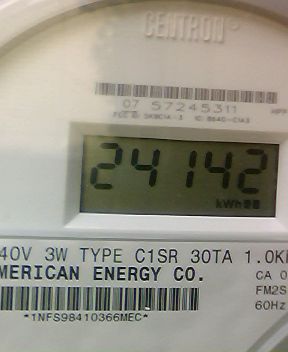 CENTRON
07 57245311
24142
kWh
40V 3W TYPE C1SR 30TA 1.0K
MERICAN ENERGY CO.
CA 0
FM2S
60Hz
*1NFS98410366MEC*